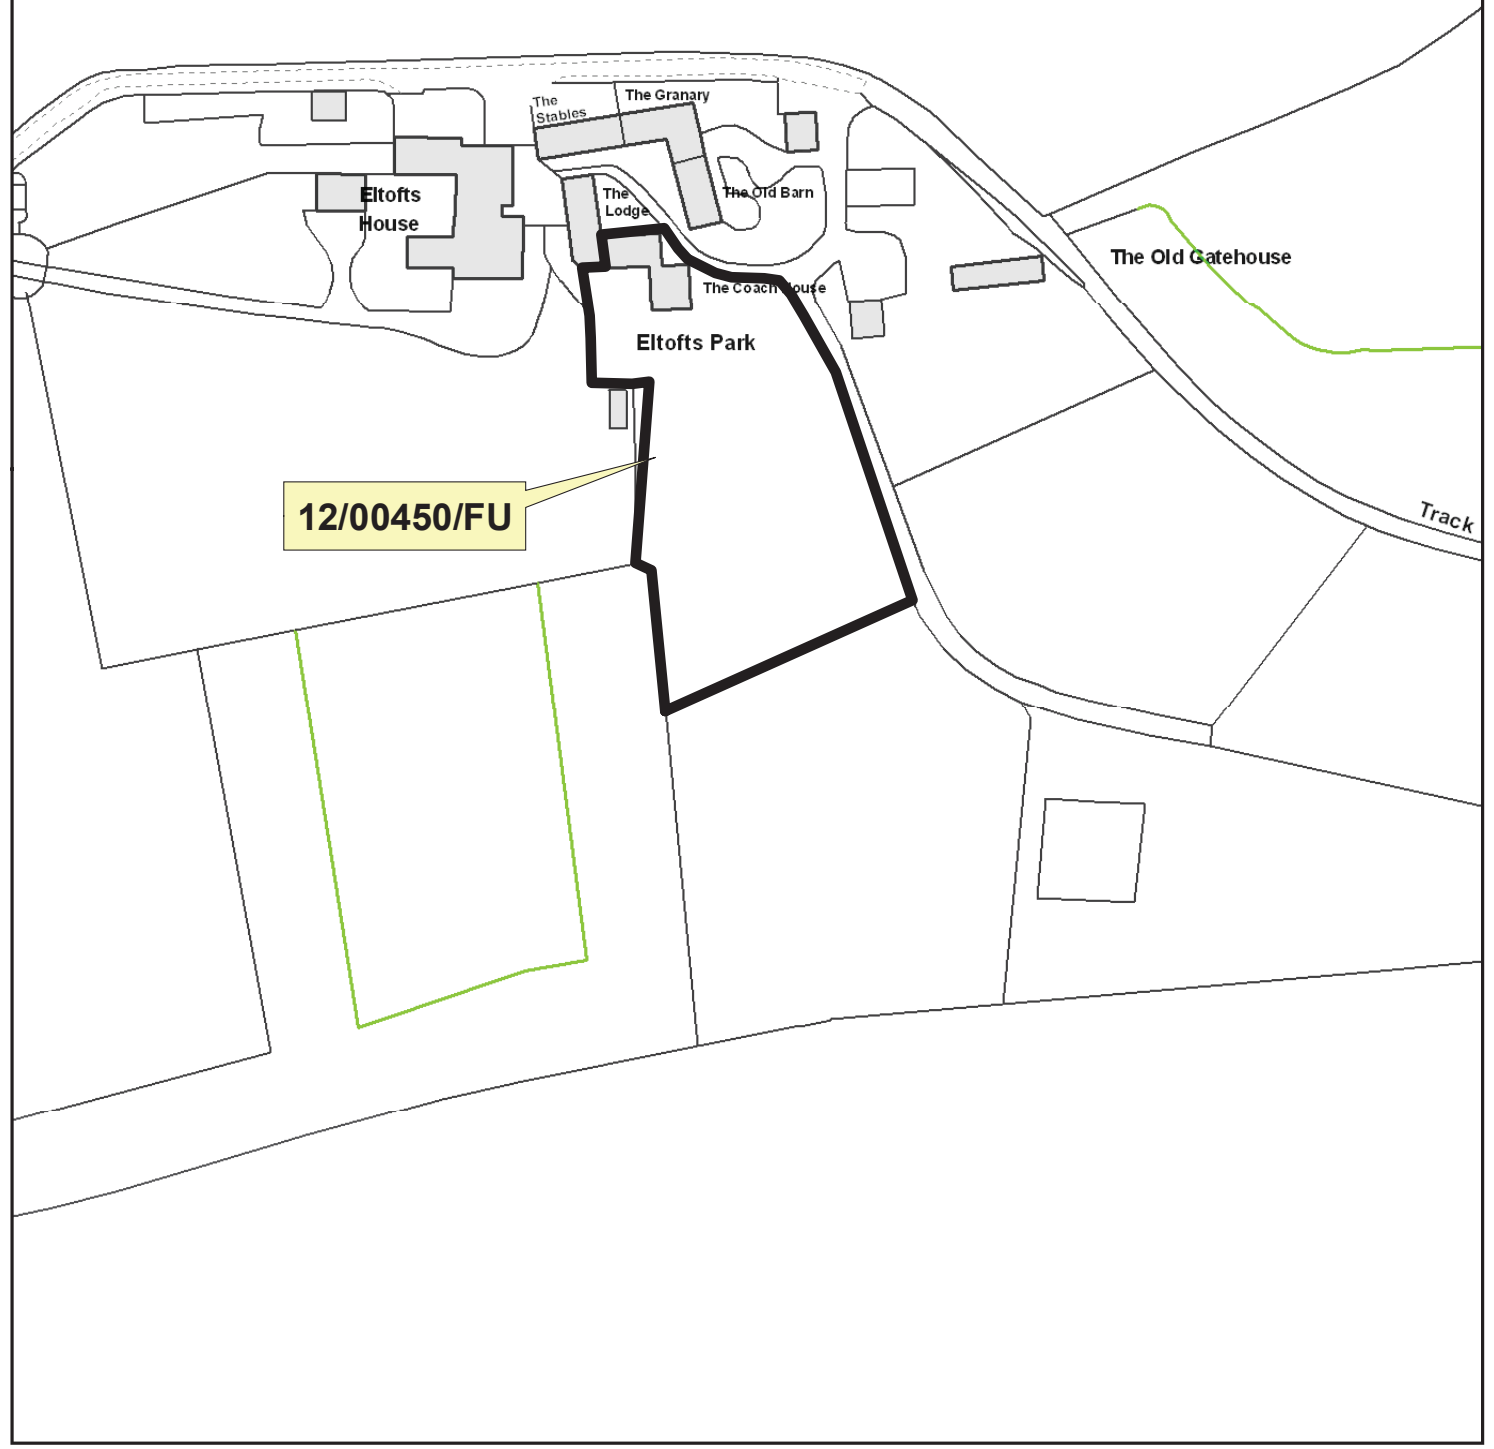 The Granary
The
Stables
Eltofts
House
The
Lodge
The Old Barn
The Old Gatehouse
The Coach House
Eltofts Park
12/00450/FU
Track